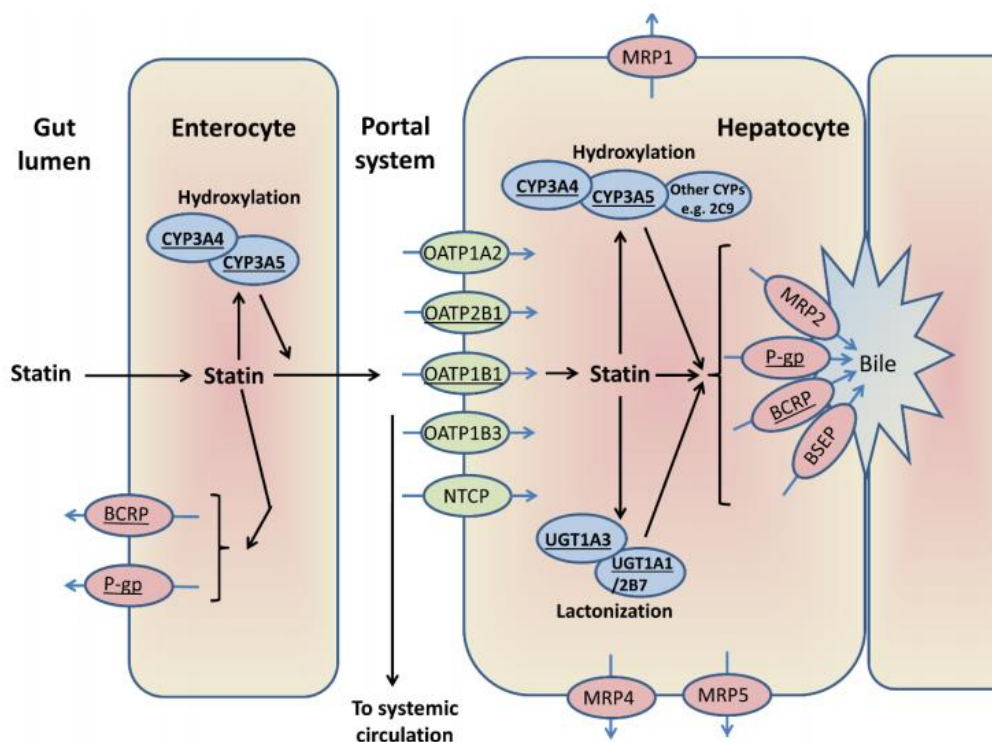 Gut
lumen
Enterocyte
Portal
system
Hepatocyte
MRP1
Hydroxylation
CYP3A4
CYP3A5
Hydroxylation
CYP3A4
CYP3A5
Other CYPs
e.g. 2C9
OATP1A2
OATP2B1
OATP1B1
OATP1B3
NTCP
Statin
Statin
Statin
MRP2
P-gp
BCRP
BSEP
Bile
BCRP
P-gp
UGT1A3
UGT1A1
/2B7
Lactonization
MRP4
MRP5
To systemic
circulation